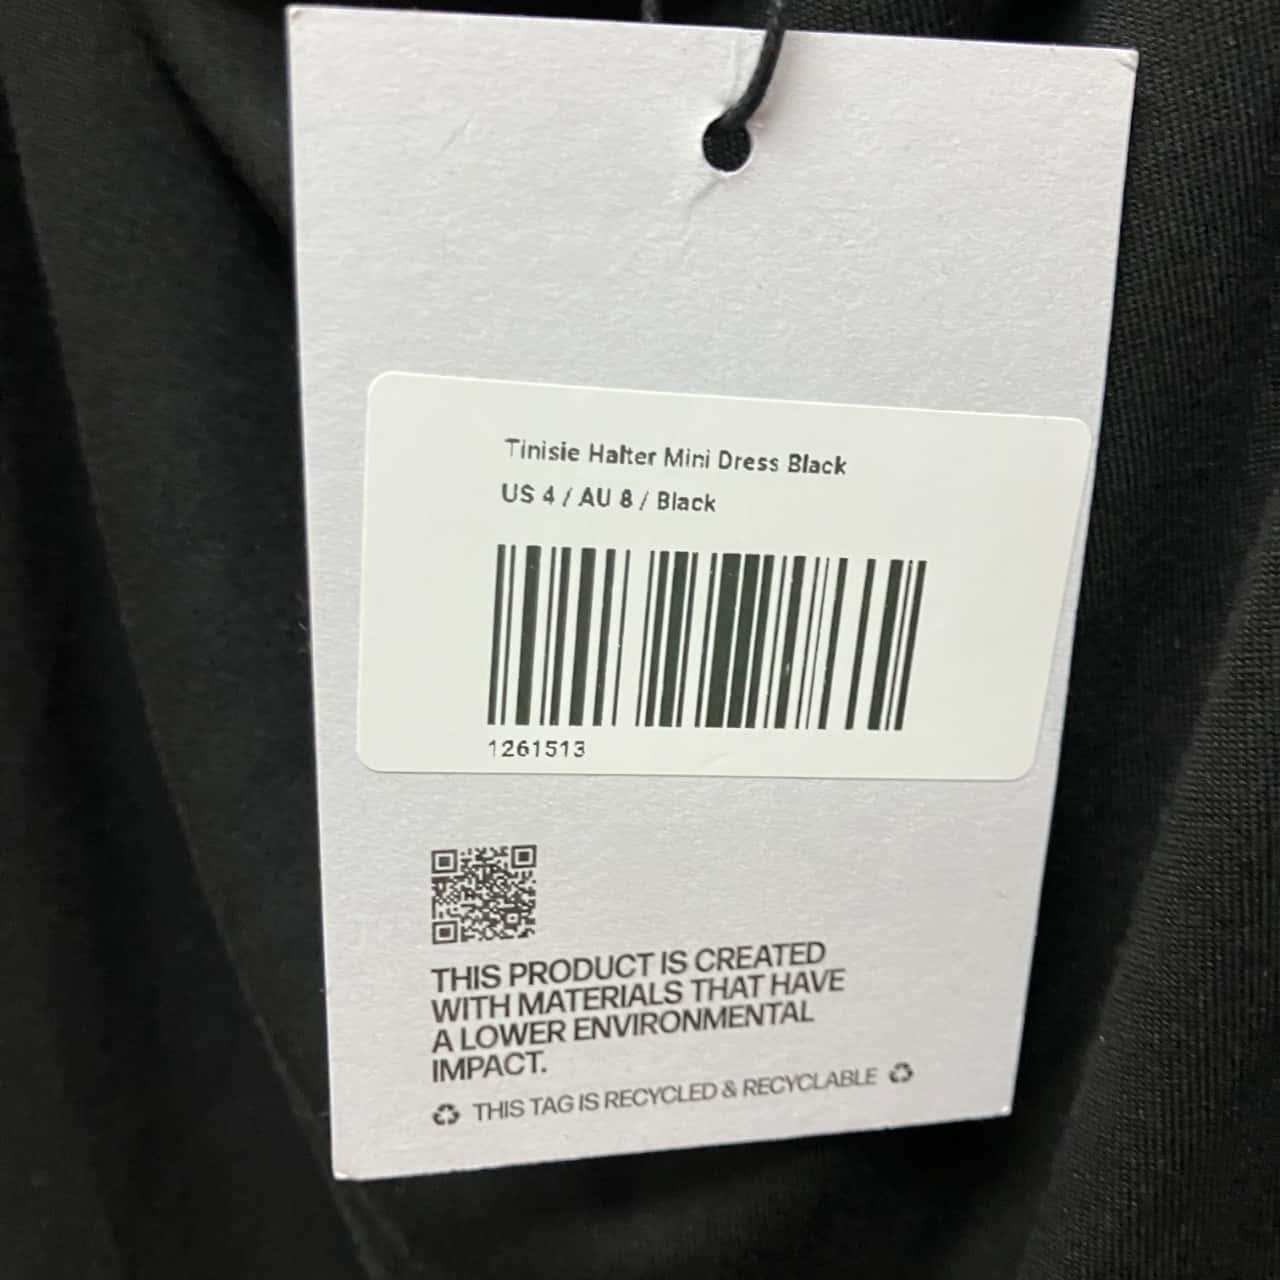 Tinisie Halter Mini Dress Black
US 4 / AU 8 / Black
1261513
THIS PRODUCT IS CREATED
WITH MATERIALS THAT HAVE
A LOWER ENVIRONMENTAL
IMPACT.
THIS TAG IS RECYCLED & RECYCLABLE